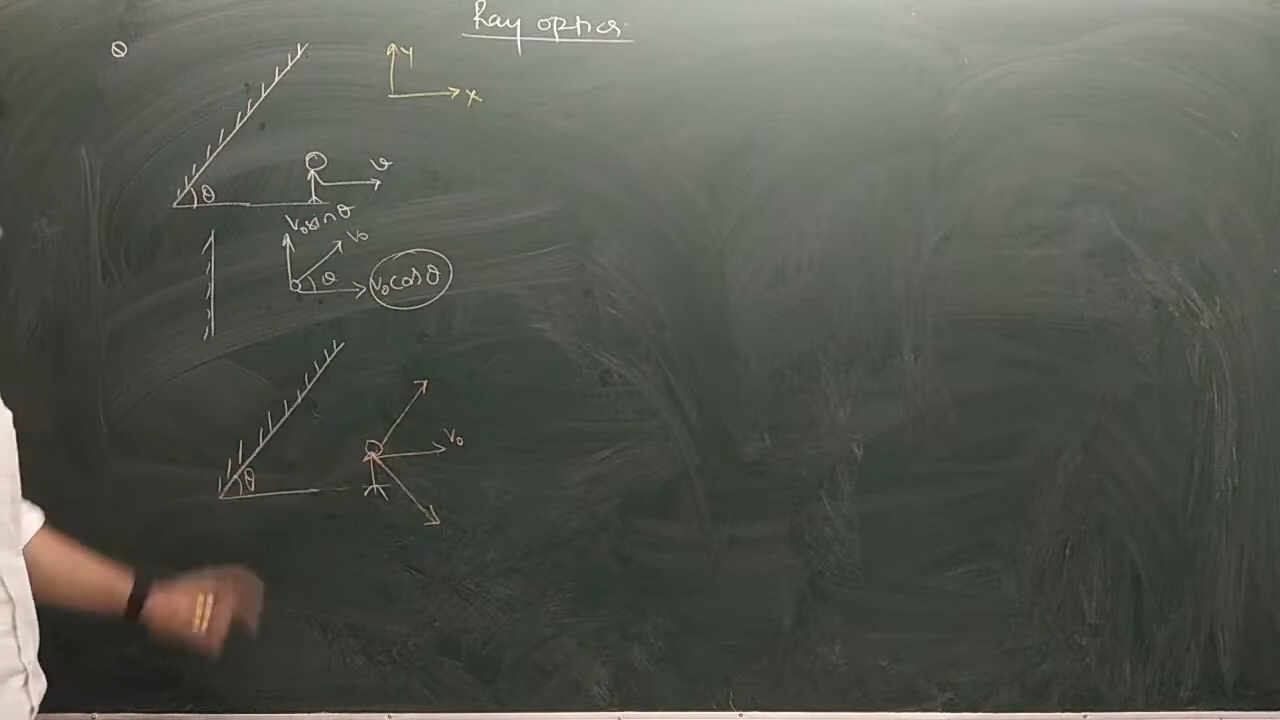 Ray optics
Q
Y
X
v
θ
V₀sinθ
V₀
θ
V₀cosθ
V₀
θ